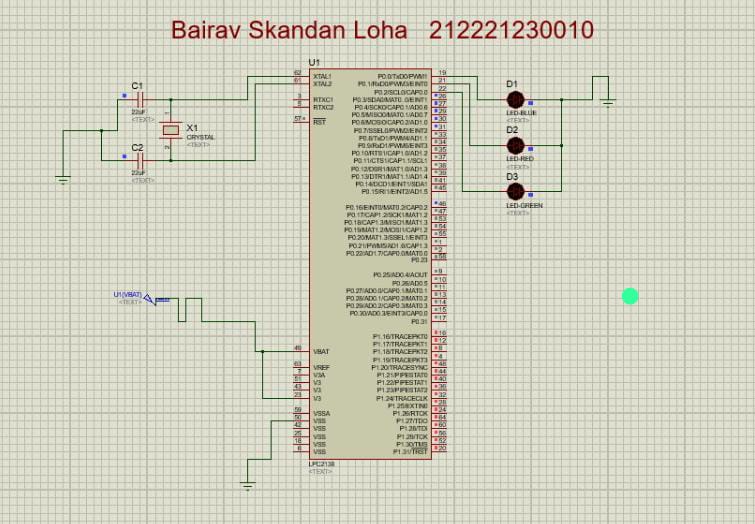 Bairav Skandan Loha 212221230010
U1
C1
22uF
<TEXT>
X1
CRYSTAL
<TEXT>
C2
22uF
<TEXT>
U1(VBAT)
<TEXT>
62 XTAL1
61 XTAL2
3 RTXC1
5 RTXC2
57 RST
49 VBAT
63 VREF
7 V3A
51 V3
43 V3
23 V3
59 VSSA
50 VSS
42 VSS
25 VSS
18 VSS
6 VSS
P0.0/TxD0/PWM1 19
P0.1/RxD0/PWM3/EINT0 21
P0.2/SCL0/CAP0.0 22
P0.3/SDA0/MAT0.0/EINT1 26
P0.4/SCK0/CAP0.1/AD0.6 27
P0.5/MISO0/MAT0.1/AD0.7 29
P0.6/MOSI0/CAP0.2/AD1.0 30
P0.7/SSEL0/PWM2/EINT2 31
P0.8/TxD1/PWM4/AD1.1 33
P0.9/RxD1/PWM6/EINT3 34
P0.10/RTS1/CAP1.0/AD1.2 35
P0.11/CTS1/CAP1.1/SCL1 37
P0.12/DSR1/MAT1.0/AD1.3 38
P0.13/DTR1/MAT1.1/AD1.4 39
P0.14/DCD1/EINT1/SDA1 41
P0.15/RI1/EINT2/AD1.5 45
P0.16/EINT0/MAT0.2/CAP0.2 46
P0.17/CAP1.2/SCK1/MAT1.2 47
P0.18/CAP1.3/MISO1/MAT1.3 53
P0.19/MAT1.2/MOSI1/CAP1.2 54
P0.20/MAT1.3/SSEL1/EINT3 55
P0.21/PWM5/AD1.6/CAP1.3 1
P0.22/AD1.7/CAP0.0/MAT0.0 2
P0.23 58
P0.25/AD0.4/AOUT 9
P0.26/AD0.5 10
P0.27/AD0.0/CAP0.1/MAT0.1 11
P0.28/AD0.1/CAP0.2/MAT0.2 13
P0.29/AD0.2/CAP0.3/MAT0.3 14
P0.30/AD0.3/EINT3/CAP0.0 15
P0.31 17
P1.16/TRACEPKT0 16
P1.17/TRACEPKT1 12
P1.18/TRACEPKT2 8
P1.19/TRACEPKT3 4
P1.20/TRACESYNC 48
P1.21/PIPESTAT0 44
P1.22/PIPESTAT1 40
P1.23/PIPESTAT2 36
P1.24/TRACECLK 32
P1.25/EXTIN0 28
P1.26/RTCK 24
P1.27/TDO 64
P1.28/TDI 60
P1.29/TCK 56
P1.30/TMS 52
P1.31/TRST 20
LPC2138
<TEXT>
D1
LED-BLUE
<TEXT>
D2
LED-RED
<TEXT>
D3
LED-GREEN
<TEXT>